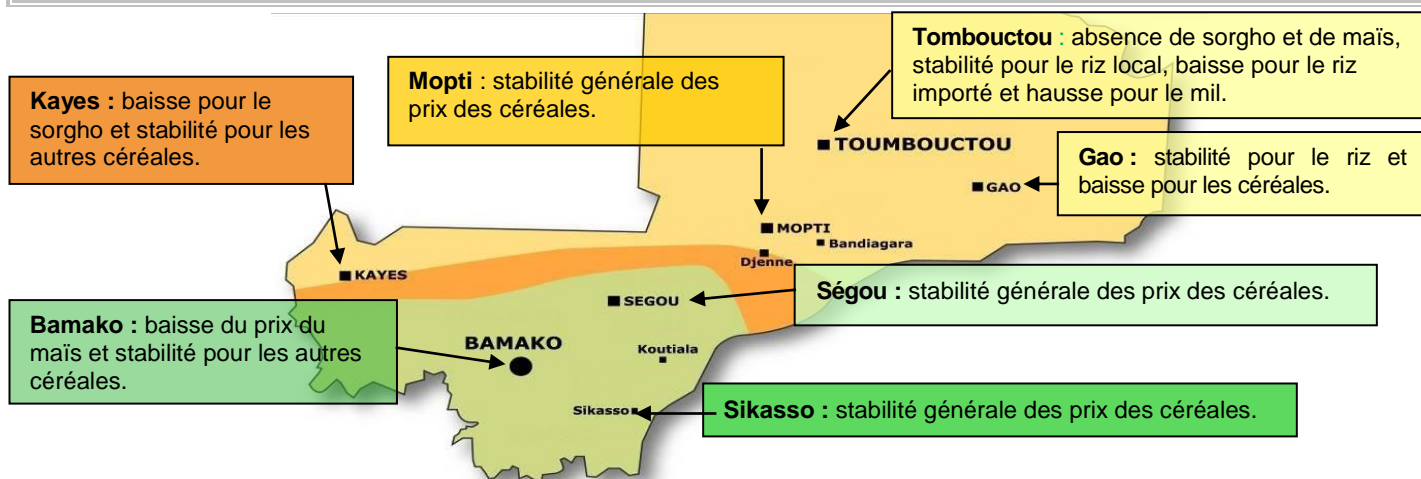 Tombouctou : absence de sorgho et de maïs,
stabilité pour le riz local, baisse pour le riz
importé et hausse pour le mil.
Mopti : stabilité générale des
prix des céréales.
Kayes : baisse pour le
sorgho et stabilité pour les
autres céréales.
TOUMBOUCTOU
Gao : stabilité pour le riz et
baisse pour les céréales.
GAO
MOPTI
Bandiagara
Djenne
KAYES
Ségou : stabilité générale des prix des céréales.
SEGOU
Bamako : baisse du prix du
maïs et stabilité pour les autres
céréales.
BAMAKO
Koutiala
Sikasso
Sikasso : stabilité générale des prix des céréales.